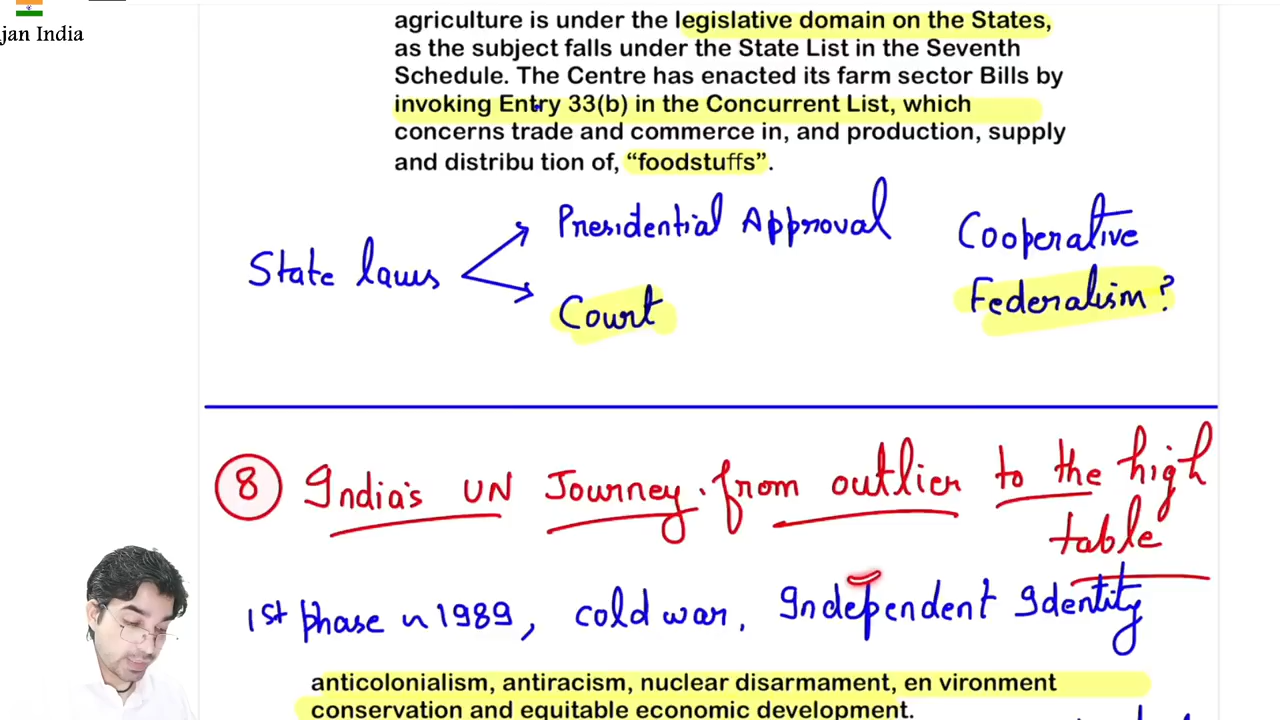 jan India
agriculture is under the legislative domain on the States,
as the subject falls under the State List in the Seventh
Schedule. The Centre has enacted its farm sector Bills by
invoking Entry 33(b) in the Concurrent List, which
concerns trade and commerce in, and production, supply
and distribu tion of, “foodstuffs”.
State laws
Presidential Approval
Court
Cooperative
Federalism?
8 India's UN Journey. from outlier to the high
table
1st phase ~ 1989, cold war, Independent Identity
anticolonialism, antiracism, nuclear disarmament, en vironment
conservation and equitable economic development.